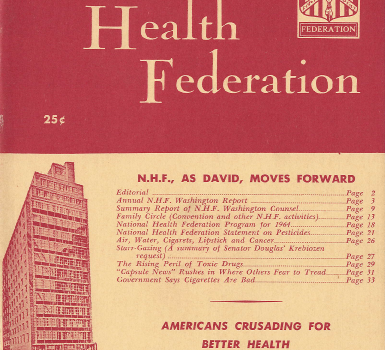 Health
Federation
FEDERATION
25¢
N.H.F., AS DAVID, MOVES FORWARD
Editorial Page 2
Annual N.H.F. Washington Report Page 3
Summary Report of N.H.F. Washington Counsel Page 9
Family Circle (Convention and other N.H.F. activities) Page 13
National Health Federation Program for 1964 Page 18
National Health Federation Statement on Pesticides Page 21
Air, Water, Cigarets, Lipstick and Cancer Page 26
Star-Gazing (A summary of Senator Douglas' Krebiozen
request) Page 27
The Rising Peril of Toxic Drugs Page 29
"Capsule News" Rushes in Where Others Fear to Tread Page 31
Government Says Cigarettes Are Bad Page 33
AMERICANS CRUSADING FOR
BETTER HEALTH